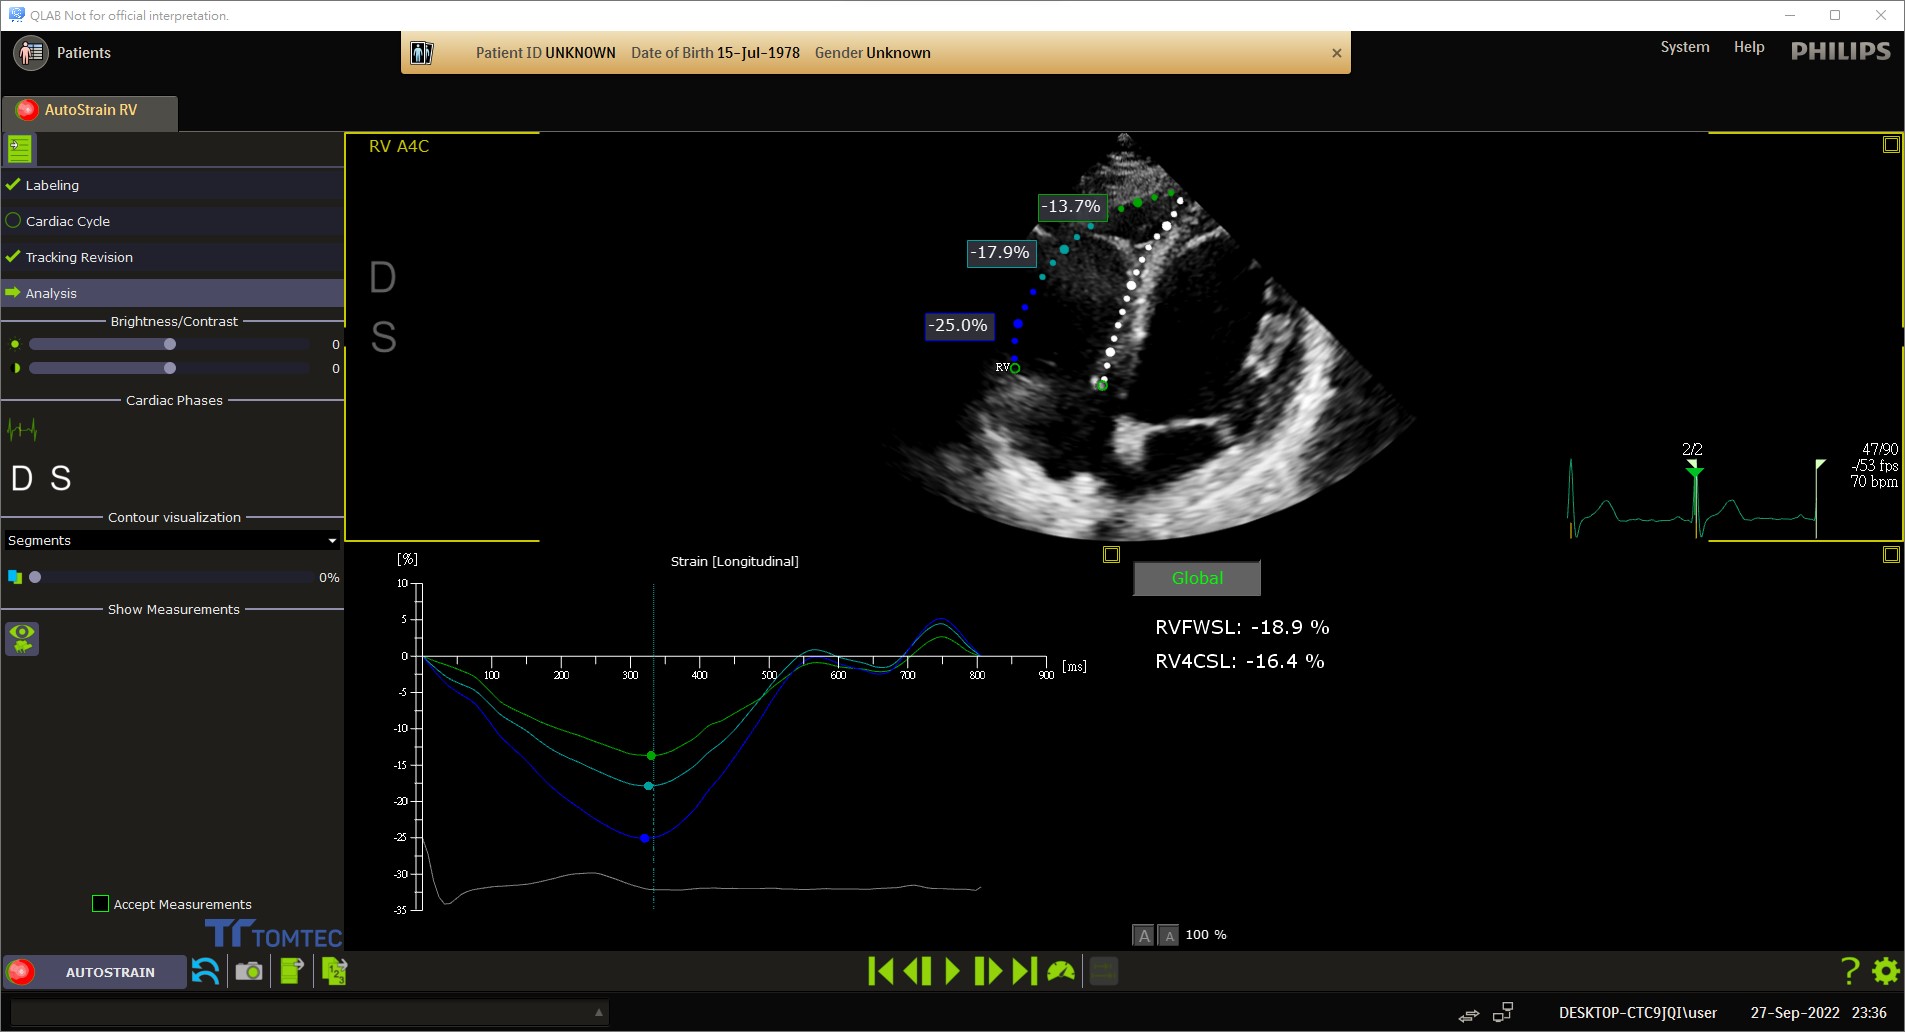 QLAB Not for official interpretation.
Patients
Patient ID UNKNOWN Date of Birth 15-Jul-1978 Gender Unknown
System Help PHILIPS
AutoStrain RV
Labeling
Cardiac Cycle
Tracking Revision
Analysis
Brightness/Contrast
0
0
Cardiac Phases
D S
Contour visualization
Segments
0%
Show Measurements
Accept Measurements
TOMTEC
RV A4C
D
S
-13.7%
-17.9%
-25.0%
RV
2/2
47/90
-/53 fps
70 bpm
[%]
Strain [Longitudinal]
10
5
0
-5
-10
-15
-20
-25
-30
-35
100 200 300 400 500 600 700 800 900 [ms]
Global
RVFWSL: -18.9 %
RV4CSL: -16.4 %
A A 100 %
AUTOSTRAIN
123
?
DESKTOP-CTC9JQI\user 27-Sep-2022 23:36